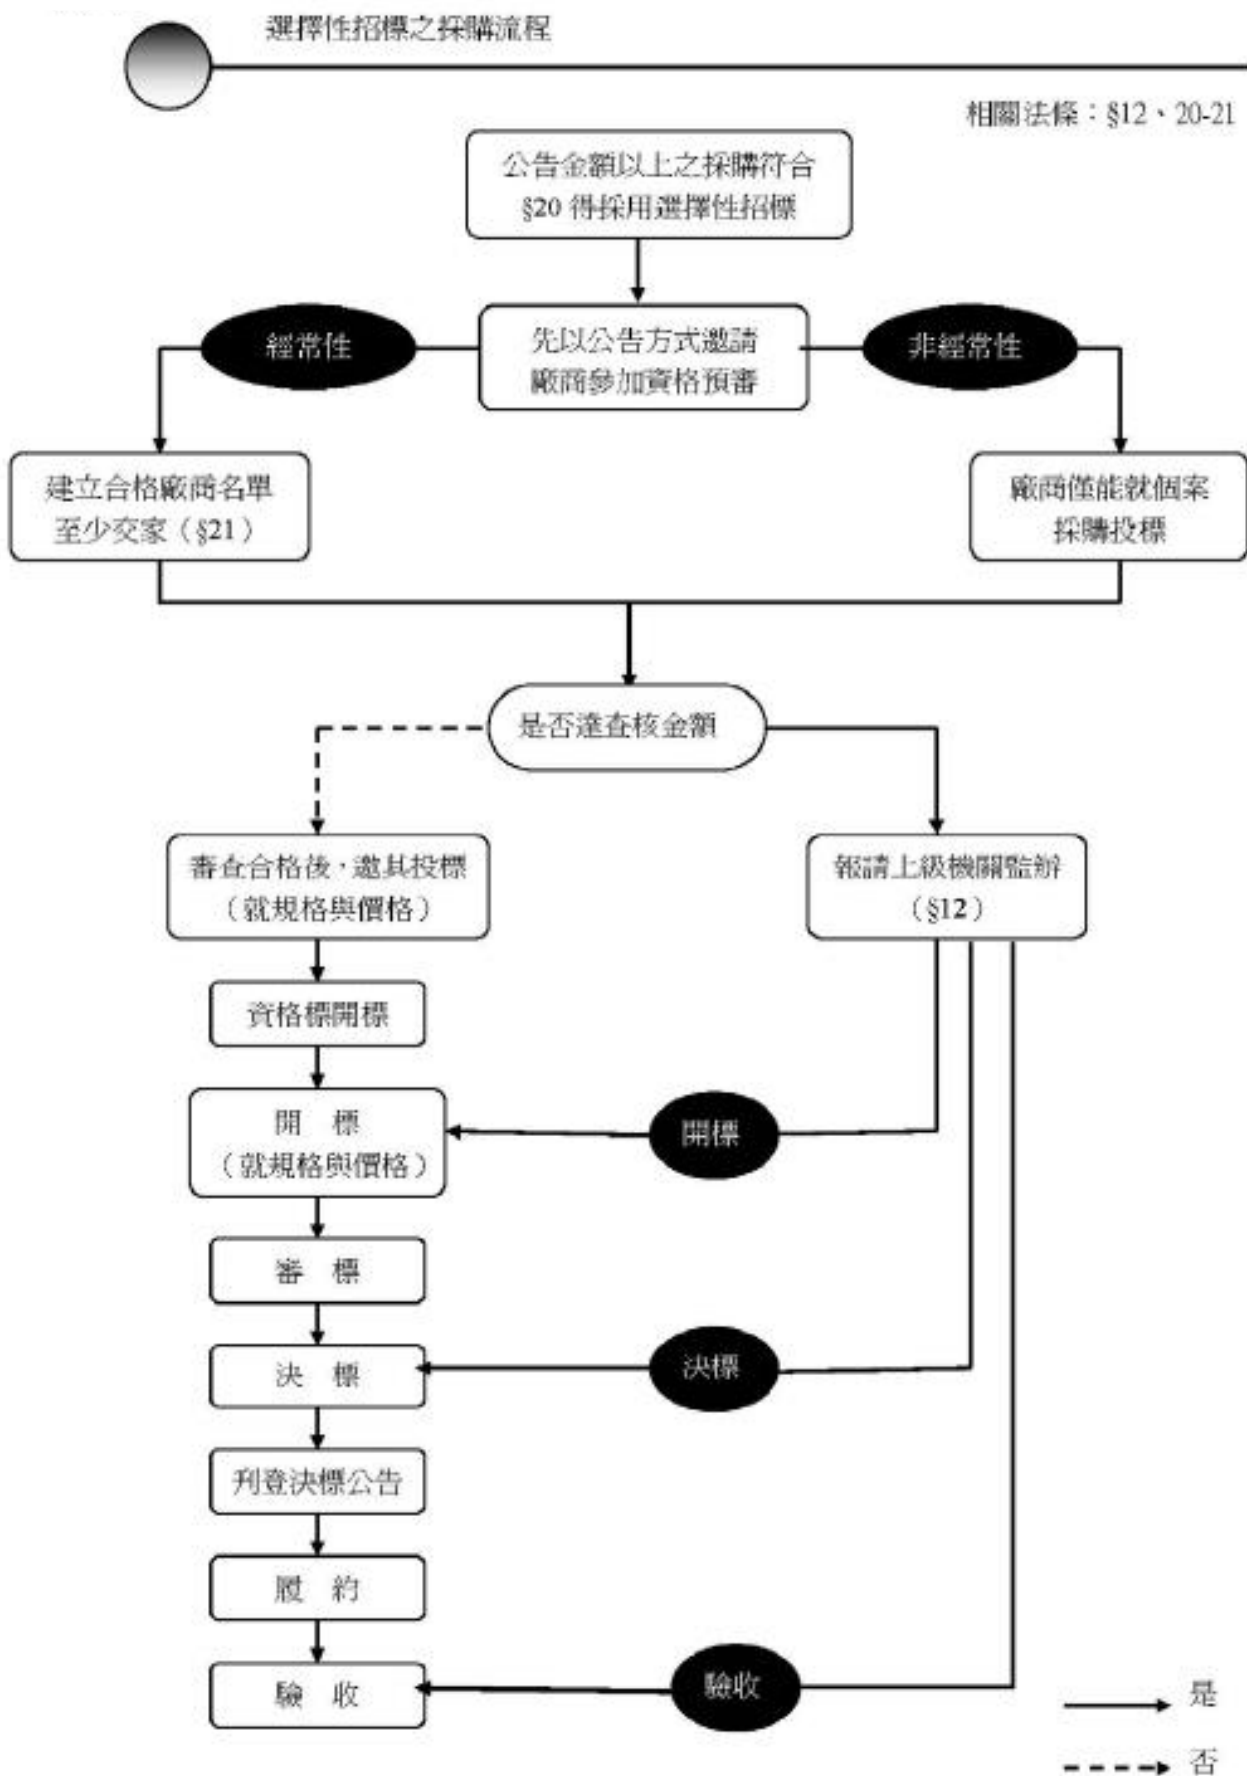 選擇性招標之採購流程
相關法條：§12、20-21
公告金額以上之採購符合
§20 得採用選擇性招標
經常性
先以公告方式邀請
廠商參加資格預審
非經常性
建立合格廠商名單
至少交家（§21）
廠商僅能就個案
採購投標
是否達查核金額
審查合格後，邀其投標
（就規格與價格）
報請上級機關監辦
（§12）
資格標開標
開　標
（就規格與價格）
開標
審　標
決　標
決標
刊登決標公告
履　約
驗　收
驗收
是
否